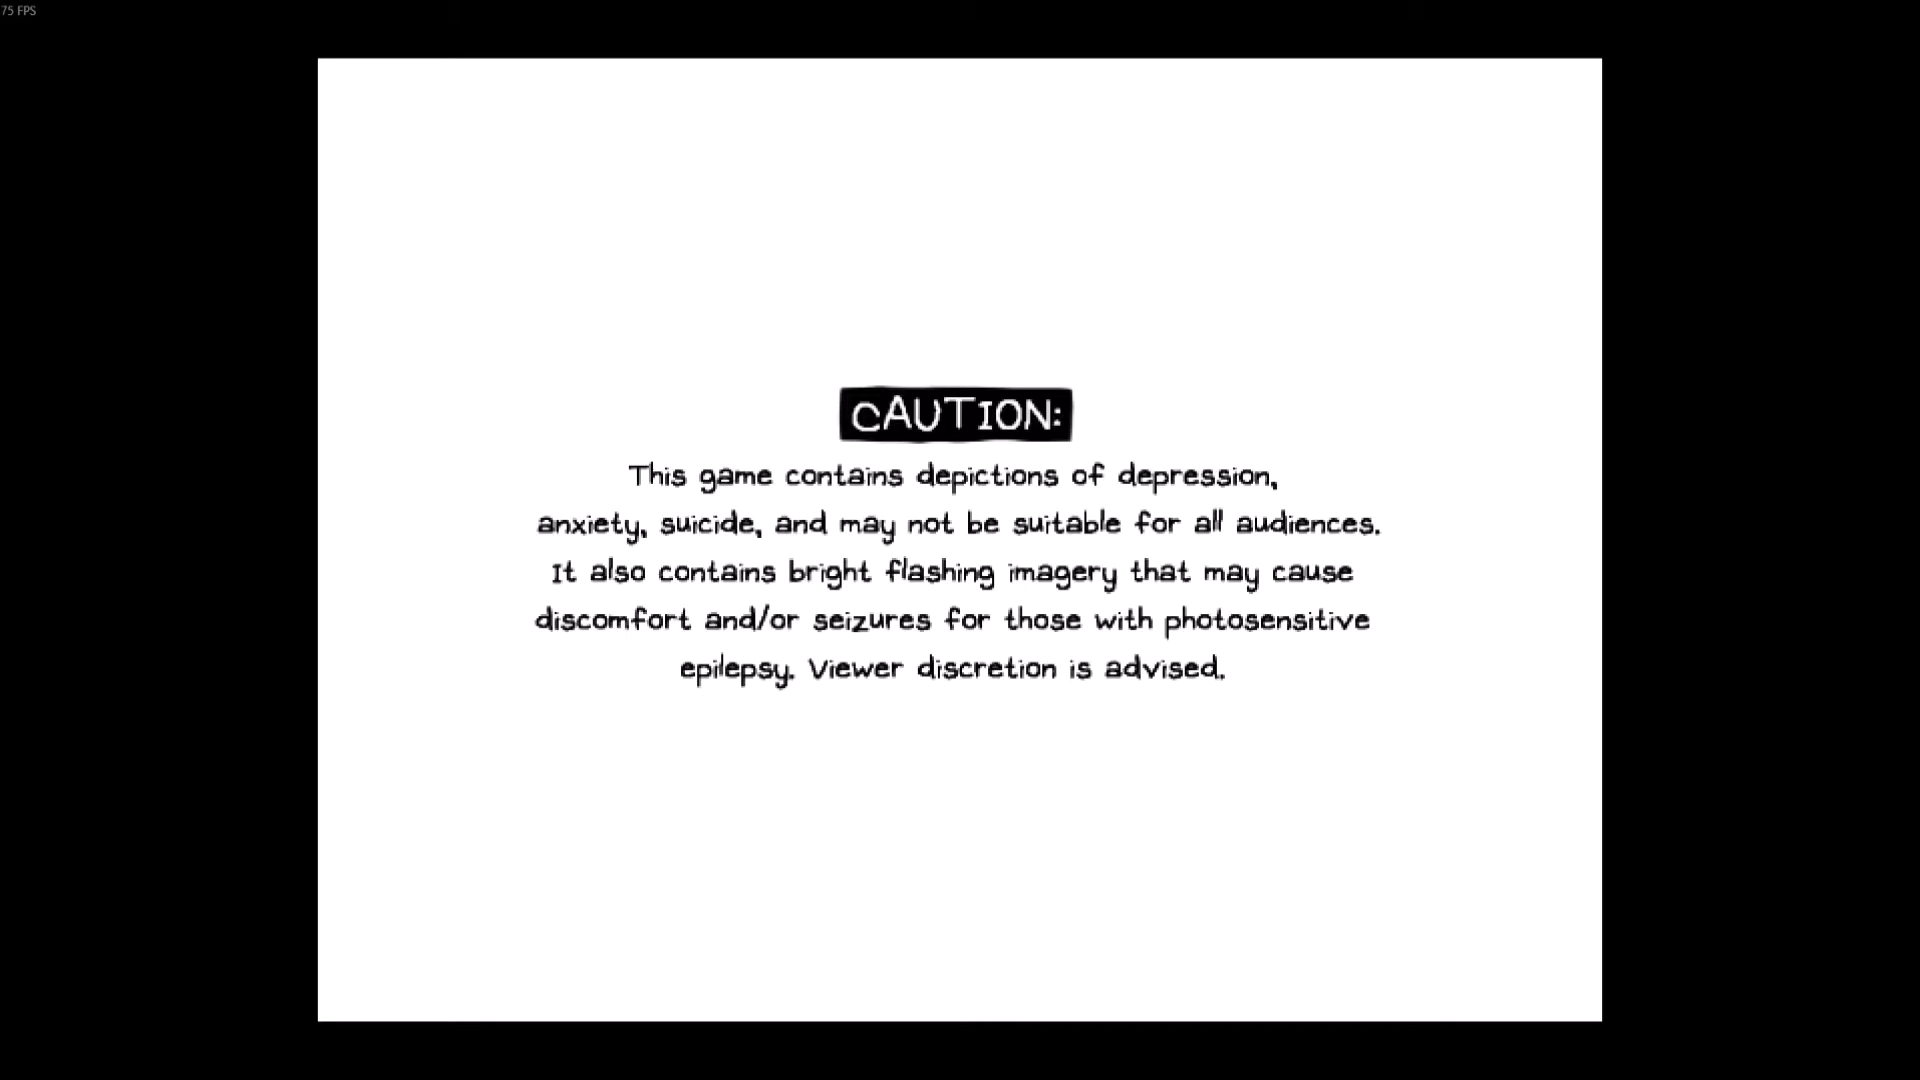 75 FPS
cAUTION:
This game contains depictions of depression,
anxiety, suicide, and may not be suitable for all audiences.
It also contains bright flashing imagery that may cause
discomfort and/or seizures for those with photosensitive
epilepsy. Viewer discretion is advised.